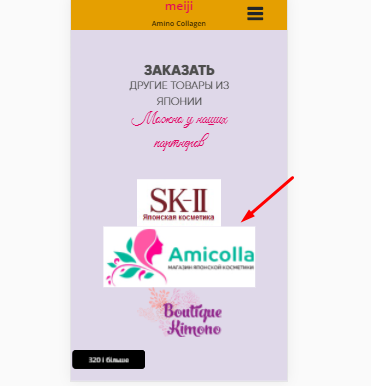 meiji
Amino Collagen
ЗАКАЗАТЬ
ДРУГИЕ ТОВАРЫ ИЗ
ЯПОНИИ
Можно у наших
партнеров
SK-II
Японская косметика
Amicolla
МАГАЗИН ЯПОНСКОЙ КОСМЕТИКИ
Boutique
Kimono
320 і більше